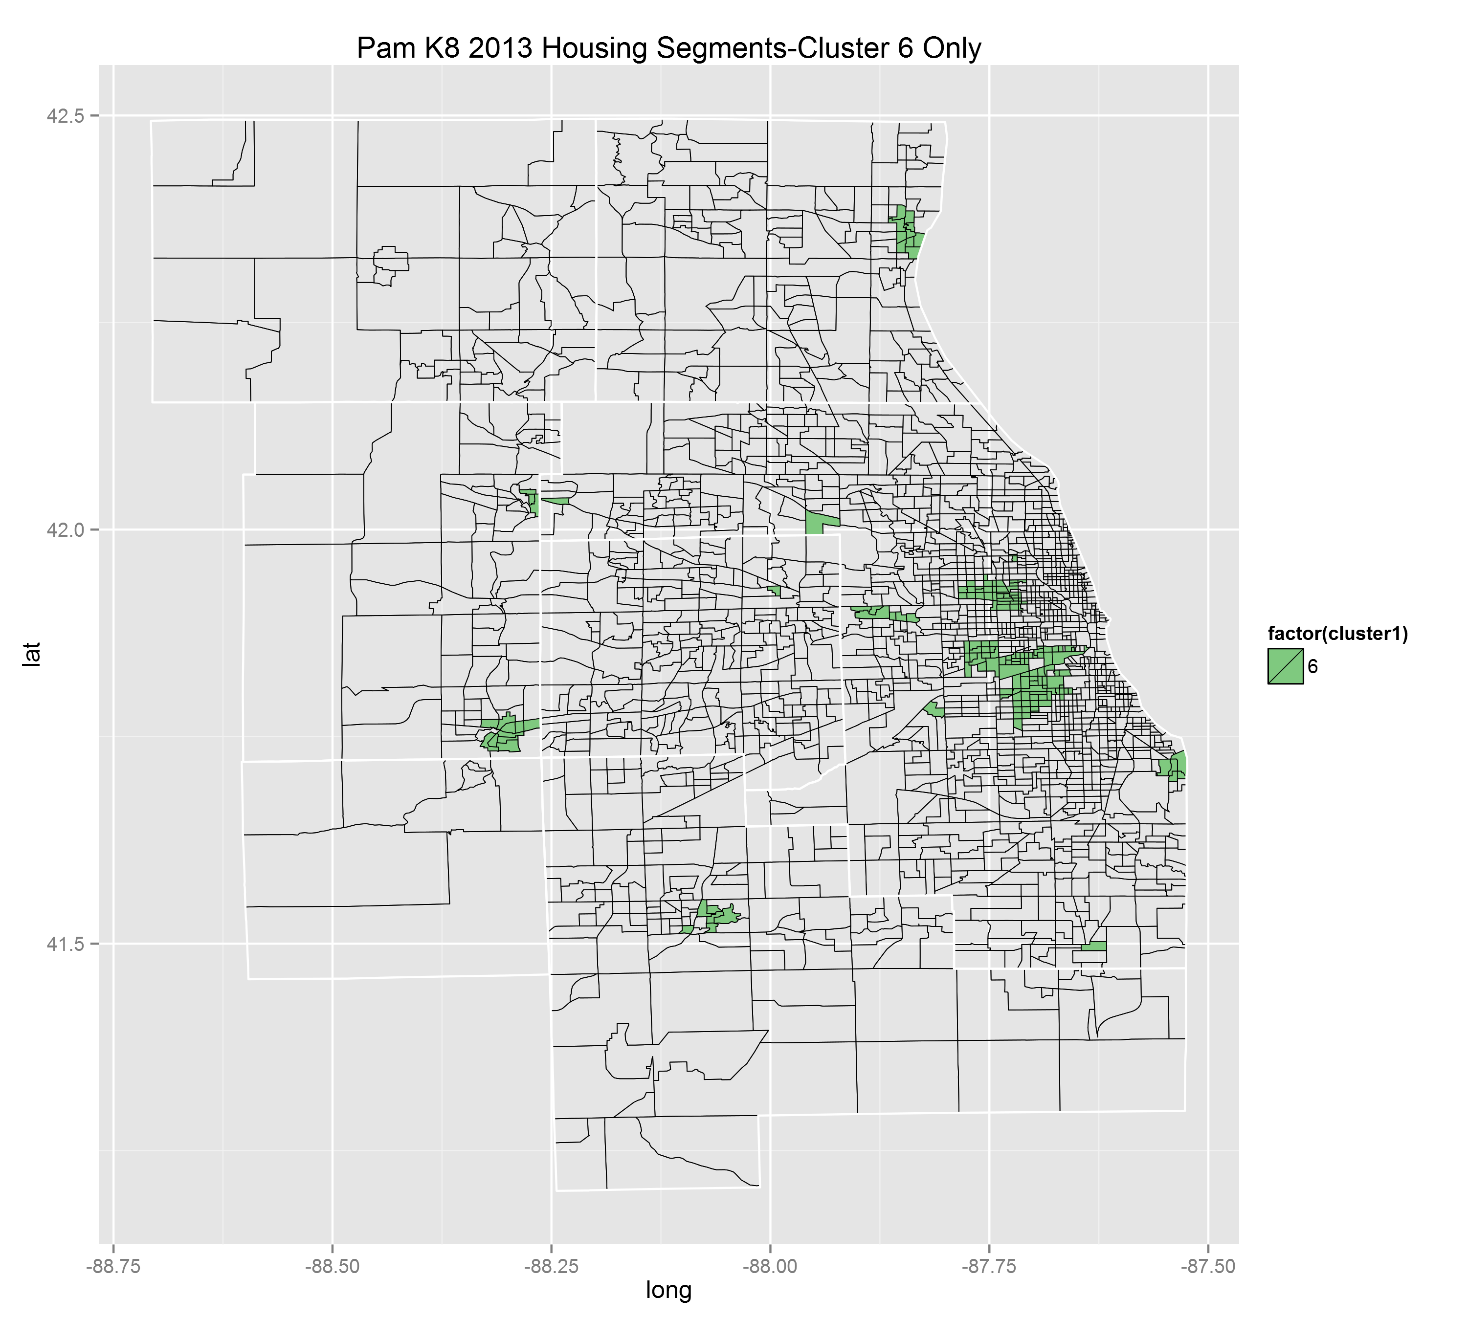 Pam K8 2013 Housing Segments-Cluster 6 Only
42.5
42.0
41.5
lat
-88.75 -88.50 -88.25 -88.00 -87.75 -87.50
long
factor(cluster1)
6